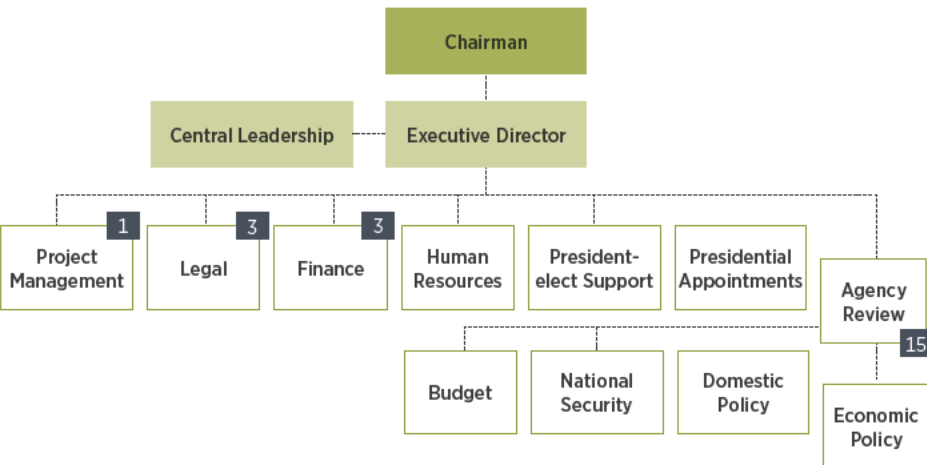 Chairman
Central Leadership
Executive Director
1
3
3
Project
Management
Legal
Finance
Human
Resources
President-
elect Support
Presidential
Appointments
Agency
Review
15
Budget
National
Security
Domestic
Policy
Economic
Policy